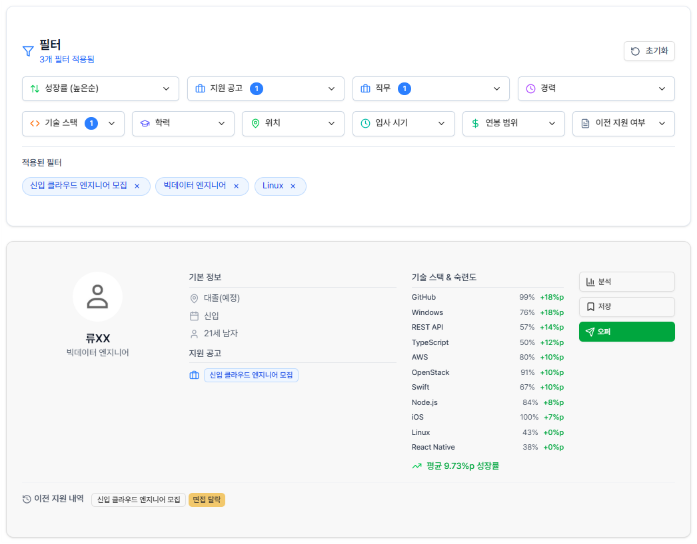 필터
3개 필터 적용됨
초기화
성장률 (높은순)
지원 공고 1
직무 1
경력
기술 스택 1
학력
위치
입사 시기
연봉 범위
이전 지원 여부
적용된 필터
신입 클라우드 엔지니어 모집 ×
빅데이터 엔지니어 ×
Linux ×
류XX
빅데이터 엔지니어
기본 정보
대졸(예정)
신입
21세 남자
지원 공고
신입 클라우드 엔지니어 모집
기술 스택 & 숙련도
GitHub 99% +18%p
Windows 76% +18%p
REST API 57% +14%p
TypeScript 50% +12%p
AWS 80% +10%p
OpenStack 91% +10%p
Swift 67% +10%p
Node.js 84% +8%p
iOS 100% +7%p
Linux 43% +0%p
React Native 38% +0%p
평균 9.73%p 성장률
분석
저장
오퍼
이전 지원 내역 신입 클라우드 엔지니어 모집 면접 탈락